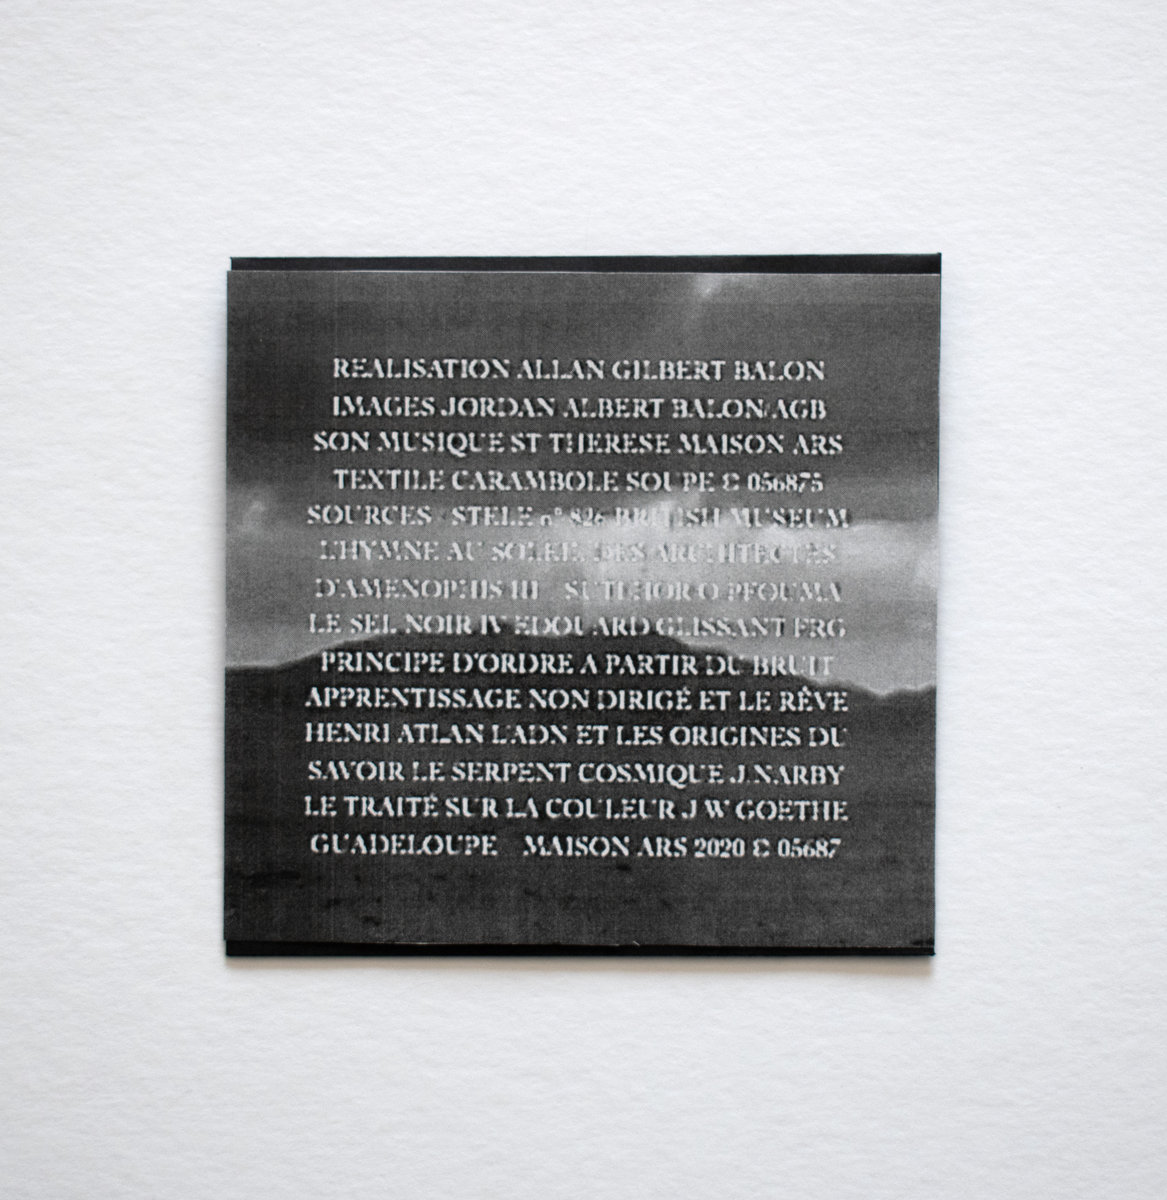 REALISATION ALLAN GILBERT BALON
IMAGES JORDAN ALBERT BALON/AGB
SON MUSIQUE ST THERESE MAISON ARS
TEXTILE CARAMBOLE SOUPE © 056875
SOURCES STELE n° 826 BRITISH MUSEUM
L'HYMNE AU SOLEIL DES ARCHITECTES
D'AMENOPHIS III SUTI HOR O PFOUMA
LE SEL NOIR IV EDOUARD GLISSANT FRG
PRINCIPE D'ORDRE A PARTIR DU BRUIT
APPRENTISSAGE NON DIRIGÉ ET LE RÊVE
HENRI ATLAN L'ADN ET LES ORIGINES DU
SAVOIR LE SERPENT COSMIQUE J. NARBY
LE TRAITÉ SUR LA COULEUR J W GOETHE
GUADELOUPE MAISON ARS 2020 © 05687